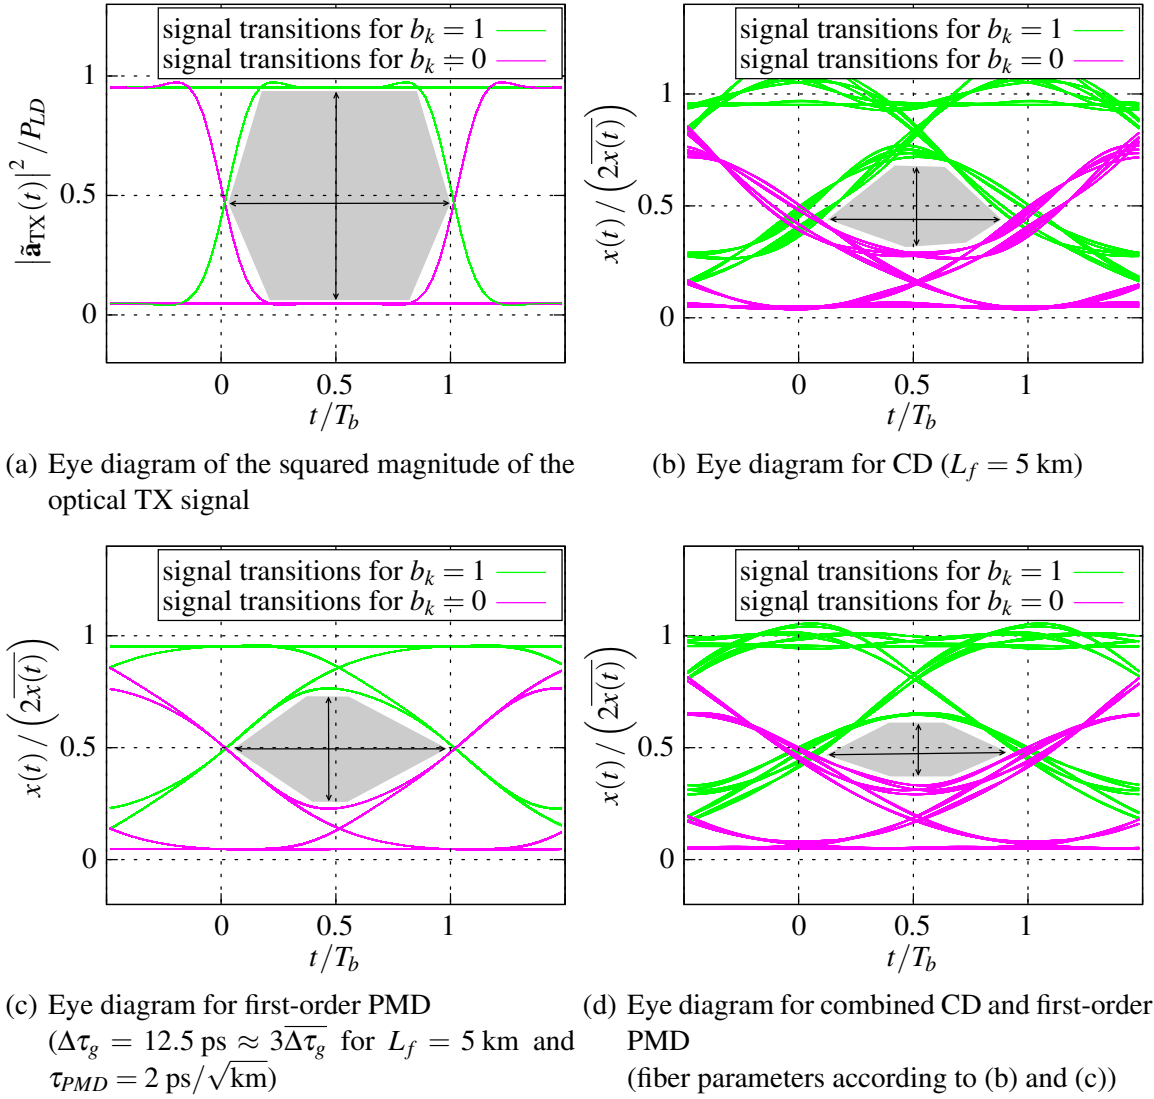 signal transitions for b_k = 1
signal transitions for b_k = 0
1
0.5
0
|ã_TX(t)|² / P_LD
0
0.5
1
t/T_b
(a) Eye diagram of the squared magnitude of the
optical TX signal
signal transitions for b_k = 1
signal transitions for b_k = 0
1
0.5
0
x(t) / (2x(t)‾)
0
0.5
1
t/T_b
(b) Eye diagram for CD (L_f = 5 km)
signal transitions for b_k = 1
signal transitions for b_k = 0
1
0.5
0
x(t) / (2x(t)‾)
0
0.5
1
t/T_b
(c) Eye diagram for first-order PMD
(Δτ_g = 12.5 ps ≈ 3Δτ_g‾ for L_f = 5 km and
τ_PMD = 2 ps/√km)
signal transitions for b_k = 1
signal transitions for b_k = 0
1
0.5
0
x(t) / (2x(t)‾)
0
0.5
1
t/T_b
(d) Eye diagram for combined CD and first-order
PMD
(fiber parameters according to (b) and (c))